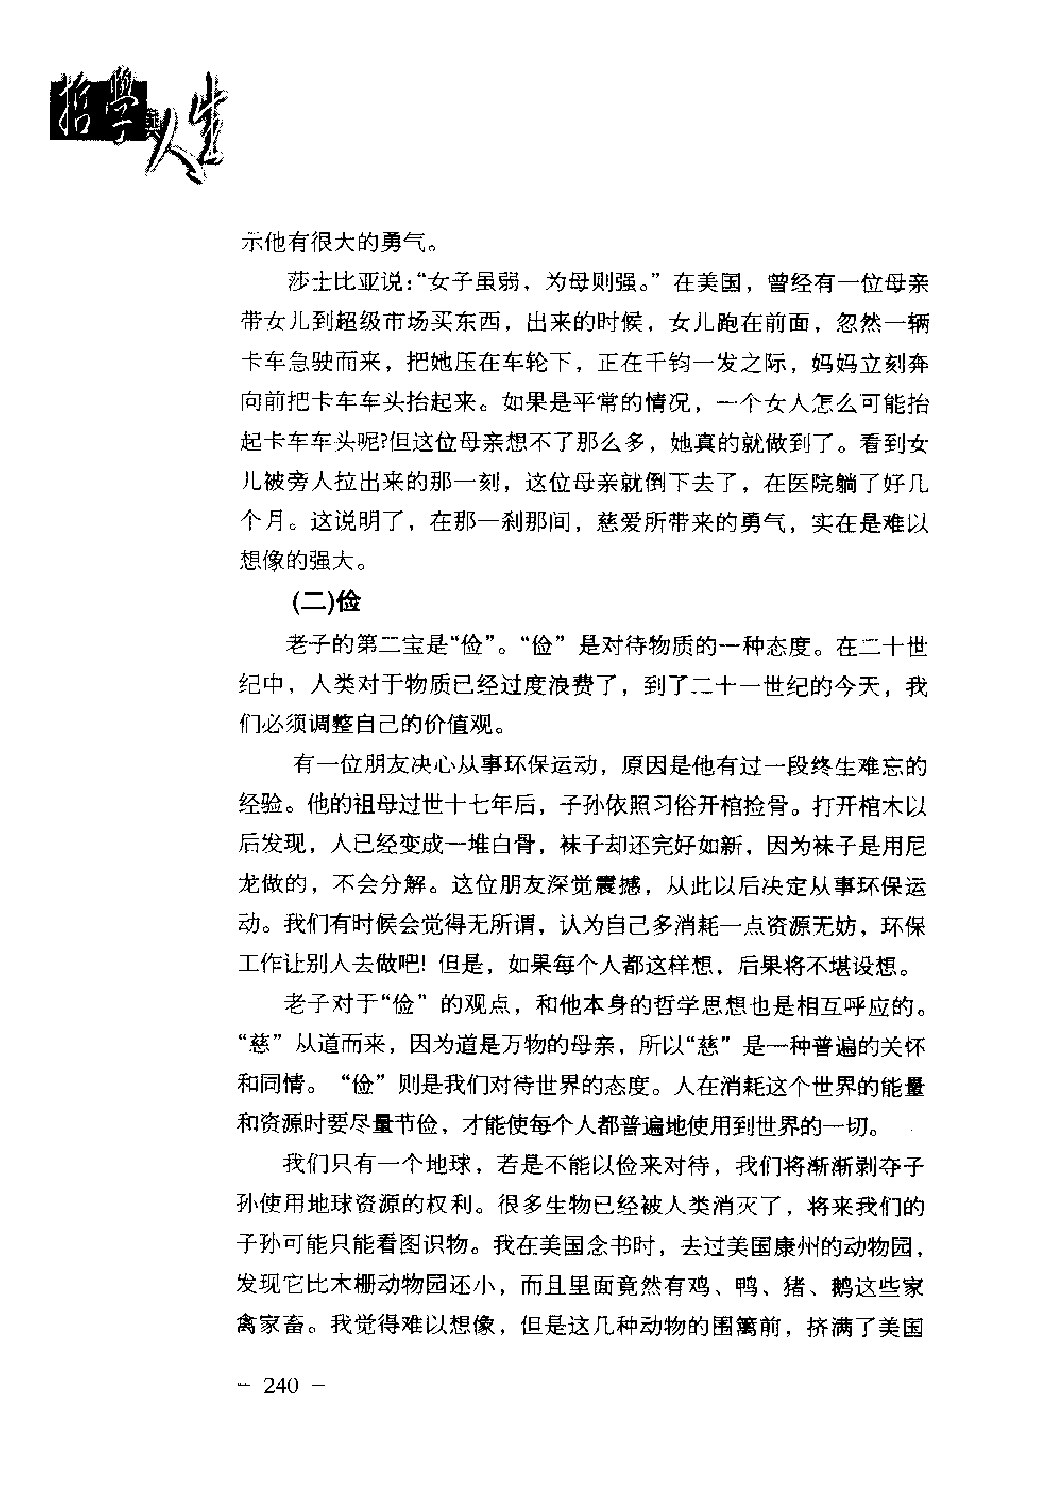 哲學與人生
示他有很大的勇气。
莎士比亚说:“女子虽弱，为母则强。”在美国，曾经有一位母亲
带女儿到超级市场买东西，出来的时候，女儿跑在前面，忽然一辆
卡车急驶而来，把她压在车轮下，正在千钧一发之际，妈妈立刻奔
向前把卡车车头抬起来。如果是平常的情况，一个女人怎么可能抬
起卡车车头呢?但这位母亲想不了那么多，她真的就做到了。看到女
儿被旁人拉出来的那一刻，这位母亲就倒下去了，在医院躺了好几
个月。这说明了，在那一刹那间，慈爱所带来的勇气，实在是难以
想像的强大。
(二)俭
老子的第二宝是“俭”。“俭”是对待物质的一种态度。在二十世
纪中，人类对于物质已经过度浪费了，到了二十一世纪的今天，我
们必须调整自己的价值观。
有一位朋友决心从事环保运动，原因是他有过一段终生难忘的
经验。他的祖母过世十七年后，子孙依照习俗开棺捡骨。打开棺木以
后发现，人已经变成一堆白骨，袜子却还完好如新，因为袜子是用尼
龙做的，不会分解。这位朋友深觉震撼，从此以后决定从事环保运
动。我们有时候会觉得无所谓，认为自己多消耗一点资源无妨，环保
工作让别人去做吧!但是，如果每个人都这样想，后果将不堪设想。
老子对于“俭”的观点，和他本身的哲学思想也是相互呼应的。
“慈”从道而来，因为道是万物的母亲，所以“慈”是一种普遍的关怀
和同情。“俭”则是我们对待世界的态度。人在消耗这个世界的能量
和资源时要尽量节俭，才能使每个人都普遍地使用到世界的一切。
我们只有一个地球，若是不能以俭来对待，我们将渐渐剥夺子
孙使用地球资源的权利。很多生物已经被人类消灭了，将来我们的
子孙可能只能看图识物。我在美国念书时，去过美国康州的动物园，
发现它比木栅动物园还小，而且里面竟然有鸡、鸭、猪、鹅这些家
禽家畜。我觉得难以想像，但是这几种动物的围篱前，挤满了美国
- 240 -